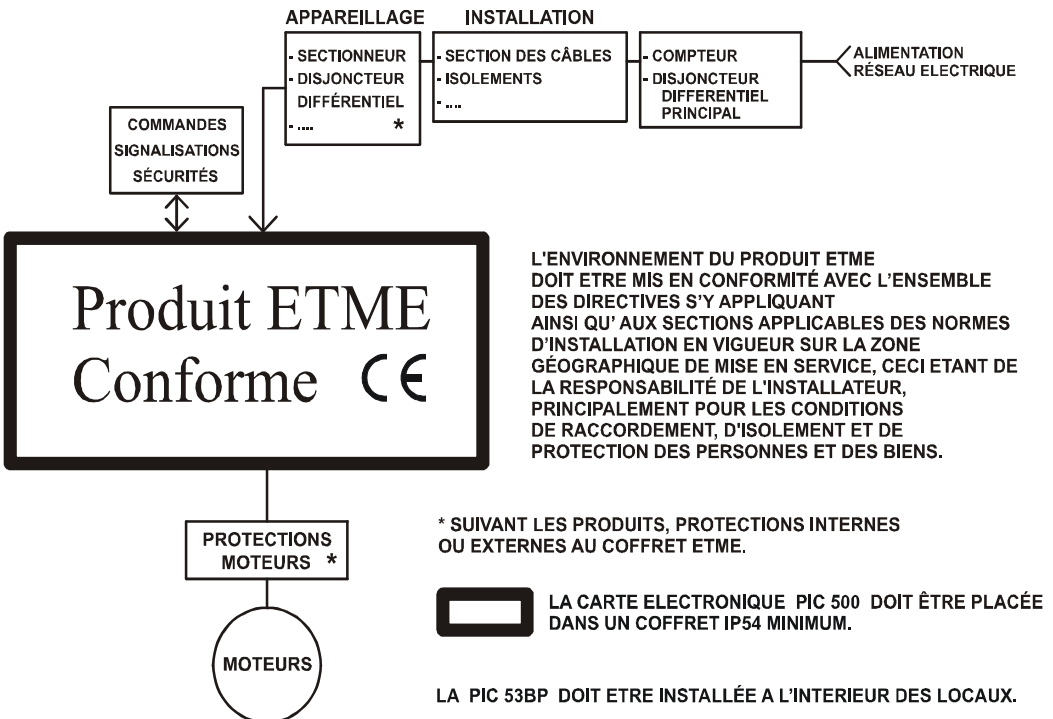 APPAREILLAGE
- SECTIONNEUR
- DISJONCTEUR
DIFFÉRENTIEL
- .... *
INSTALLATION
- SECTION DES CÂBLES
- ISOLEMENTS
- ....
- COMPTEUR
- DISJONCTEUR
DIFFERENTIEL
PRINCIPAL
ALIMENTATION
RÉSEAU ELECTRIQUE
COMMANDES
SIGNALISATIONS
SÉCURITÉS
Produit ETME
Conforme CE
L'ENVIRONNEMENT DU PRODUIT ETME
DOIT ETRE MIS EN CONFORMITÉ AVEC L'ENSEMBLE
DES DIRECTIVES S'Y APPLIQUANT
AINSI QU' AUX SECTIONS APPLICABLES DES NORMES
D'INSTALLATION EN VIGUEUR SUR LA ZONE
GÉOGRAPHIQUE DE MISE EN SERVICE, CECI ETANT DE
LA RESPONSABILITÉ DE L'INSTALLATEUR,
PRINCIPALEMENT POUR LES CONDITIONS
DE RACCORDEMENT, D'ISOLEMENT ET DE
PROTECTION DES PERSONNES ET DES BIENS.
PROTECTIONS
MOTEURS *
MOTEURS
* SUIVANT LES PRODUITS, PROTECTIONS INTERNES
OU EXTERNES AU COFFRET ETME.
LA CARTE ELECTRONIQUE PIC 500 DOIT ÊTRE PLACÉE
DANS UN COFFRET IP54 MINIMUM.
LA PIC 53BP DOIT ETRE INSTALLÉE A L'INTERIEUR DES LOCAUX.